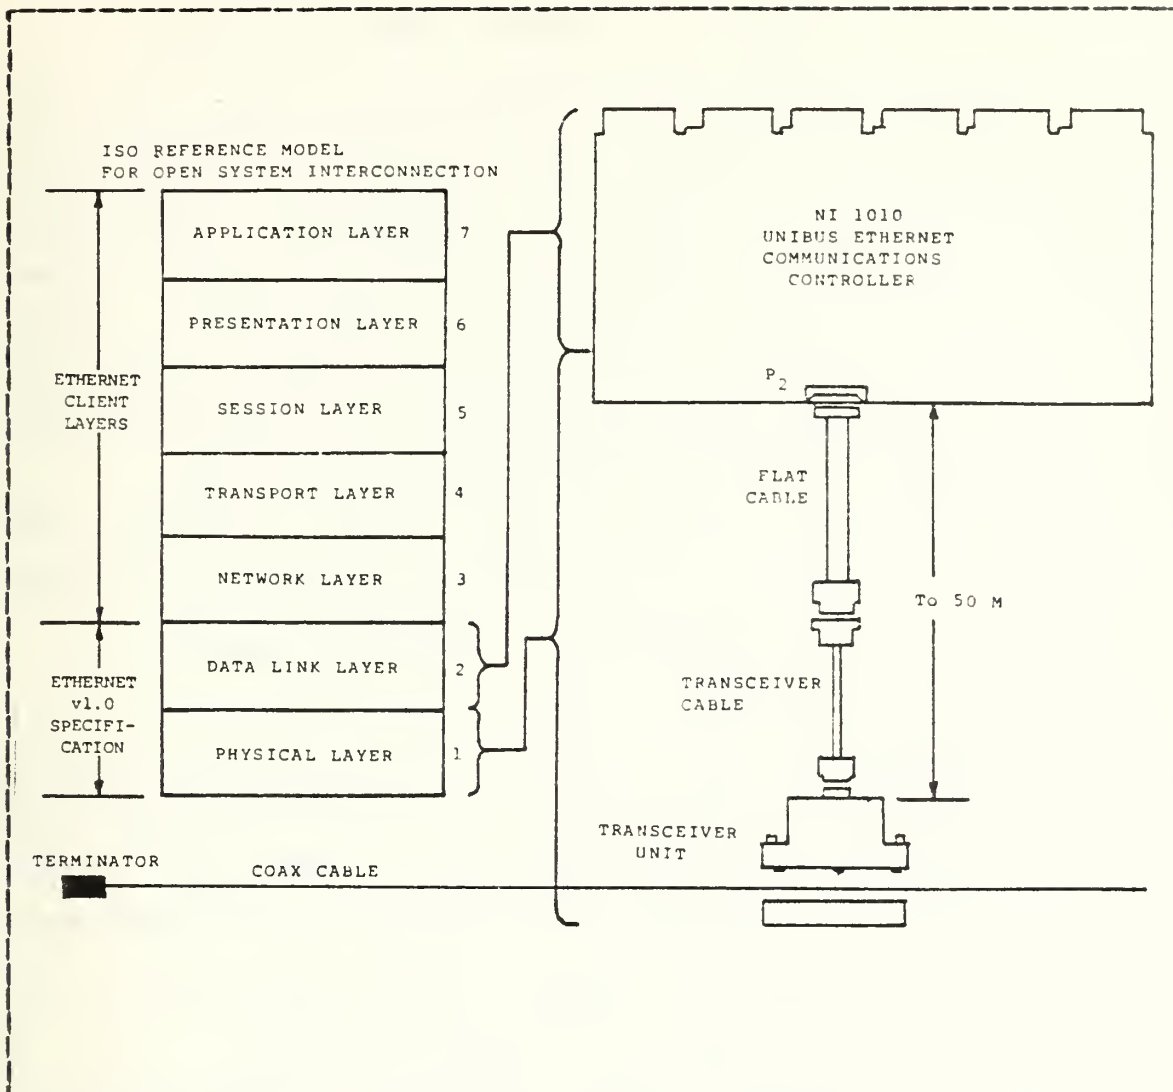 ISO REFERENCE MODEL
FOR OPEN SYSTEM INTERCONNECTION
APPLICATION LAYER 7
PRESENTATION LAYER 6
SESSION LAYER 5
TRANSPORT LAYER 4
NETWORK LAYER 3
DATA LINK LAYER 2
PHYSICAL LAYER 1
ETHERNET
CLIENT
LAYERS
ETHERNET
v1.0
SPECIFI-
CATION
NI 1010
UNIBUS ETHERNET
COMMUNICATIONS
CONTROLLER
P2
FLAT
CABLE
To 50 M
TRANSCEIVER
CABLE
TRANSCEIVER
UNIT
TERMINATOR
COAX CABLE